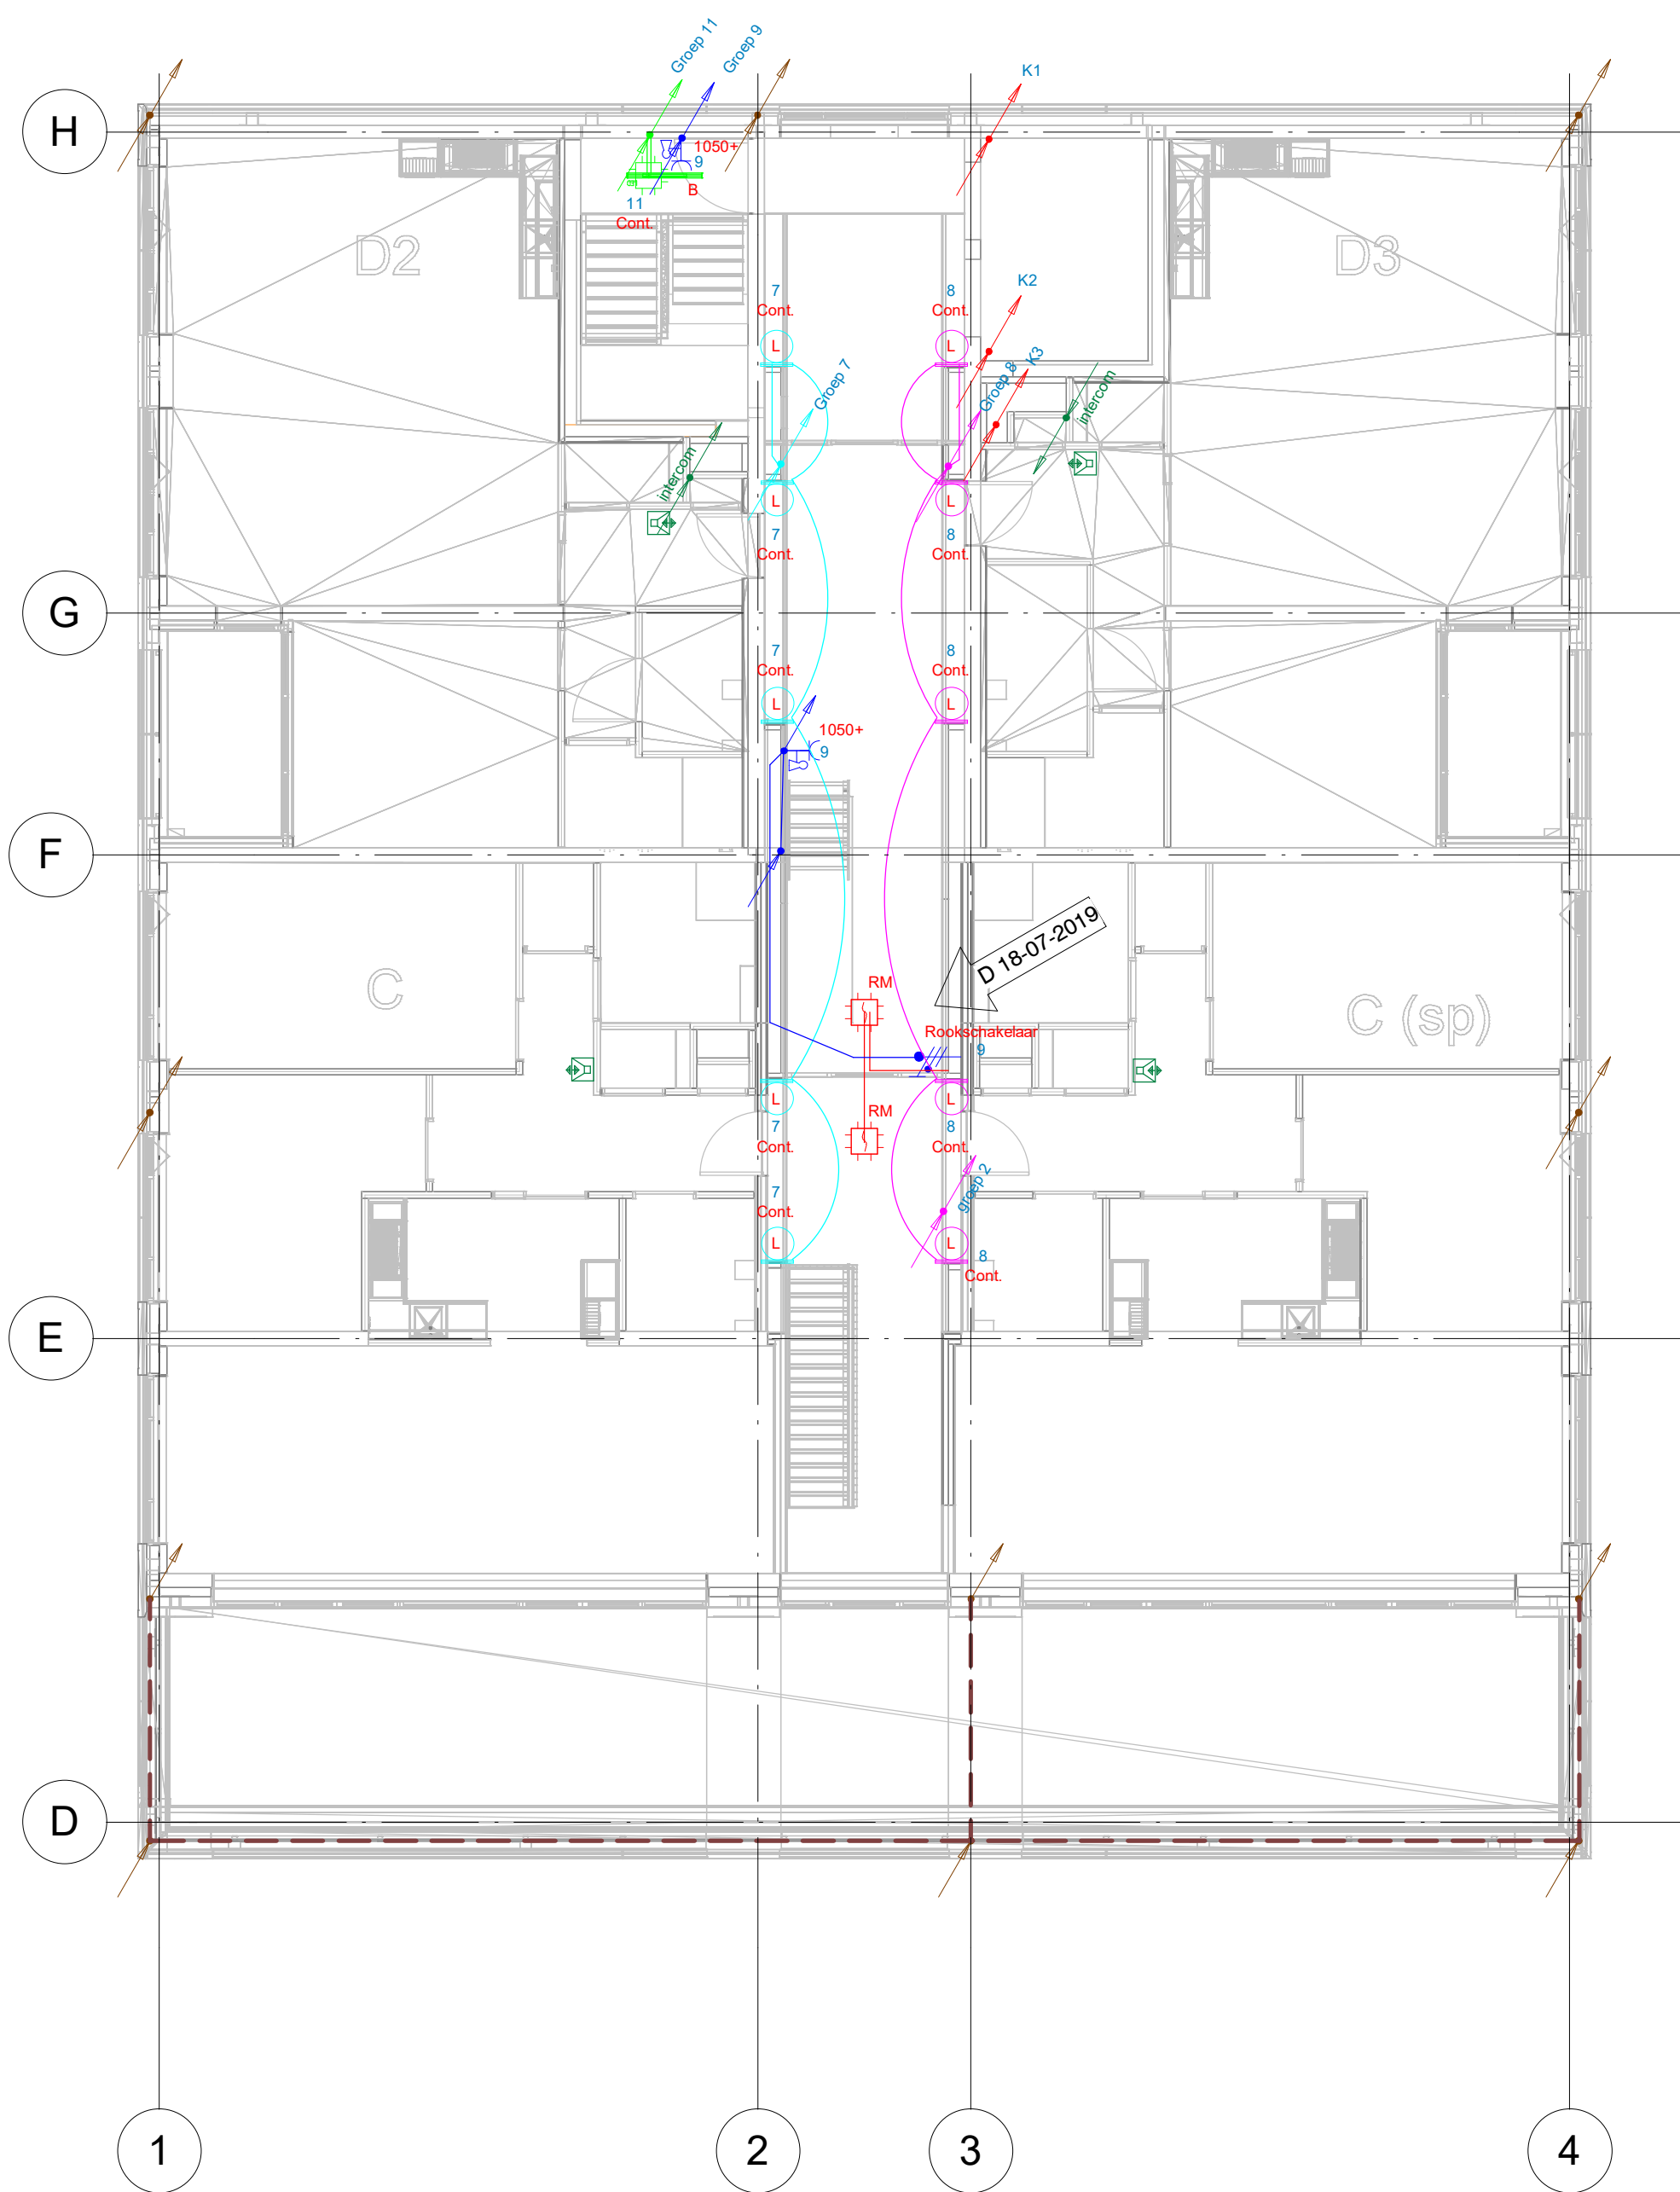 Groep 11
Groep 9
K1
H
1050+
9
B
11
Cont.
D2
D3
K2
7
Cont.
8
Cont.
L
L
K3
Groep 7
Groep 8
intercom
intercom
L
L
7
Cont.
8
Cont.
G
7
Cont.
8
Cont.
L
L
1050+
9
F
D 18-07-2019
C
C (sp)
RM
Rookschakelaar
9
L
L
RM
7
Cont.
8
Cont.
groep 2
7
Cont.
L
L
8
Cont.
E
D
1
2
3
4